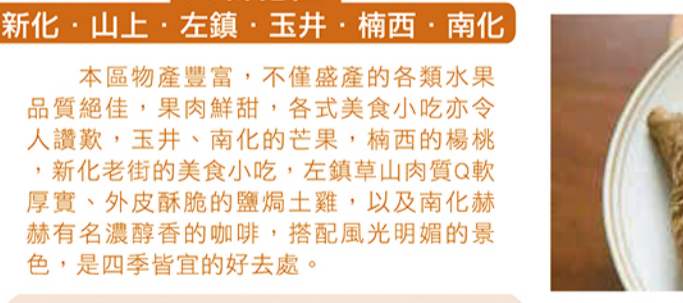 新化．山上．左鎮．玉井．楠西．南化
本區物產豐富，不僅盛產的各類水果
品質絕佳，果肉鮮甜，各式美食小吃亦令
人讚歎，玉井、南化的芒果，楠西的楊桃
，新化老街的美食小吃，左鎮草山肉質Q軟
厚實、外皮酥脆的鹽焗土雞，以及南化赫
赫有名濃醇香的咖啡，搭配風光明媚的景
色，是四季皆宜的好去處。